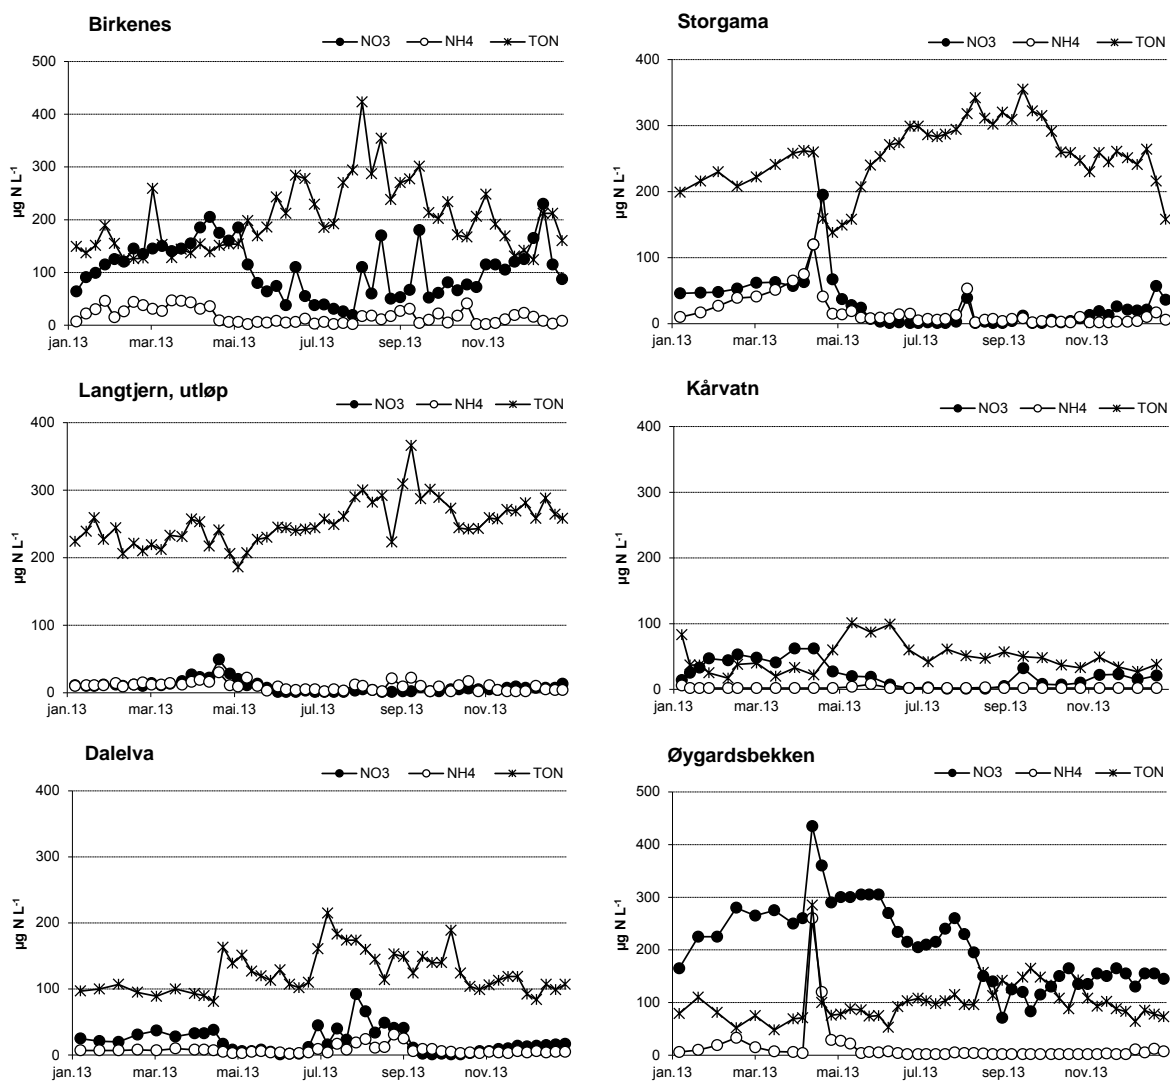 Birkenes
NO3 NH4 TON
µg N L-1
500
400
300
200
100
0
jan.13 mar.13 mai.13 jul.13 sep.13 nov.13
Storgama
NO3 NH4 TON
µg N L-1
400
300
200
100
0
jan.13 mar.13 mai.13 jul.13 sep.13 nov.13
Langtjern, utløp
NO3 NH4 TON
µg N L-1
400
300
200
100
0
jan.13 mar.13 mai.13 jul.13 sep.13 nov.13
Kårvatn
NO3 NH4 TON
µg N L-1
400
300
200
100
0
jan.13 mar.13 mai.13 jul.13 sep.13 nov.13
Dalelva
NO3 NH4 TON
µg N L-1
400
300
200
100
0
jan.13 mar.13 mai.13 jul.13 sep.13 nov.13
Øygardsbekken
NO3 NH4 TON
µg N L-1
500
400
300
200
100
0
jan.13 mar.13 mai.13 jul.13 sep.13 nov.13